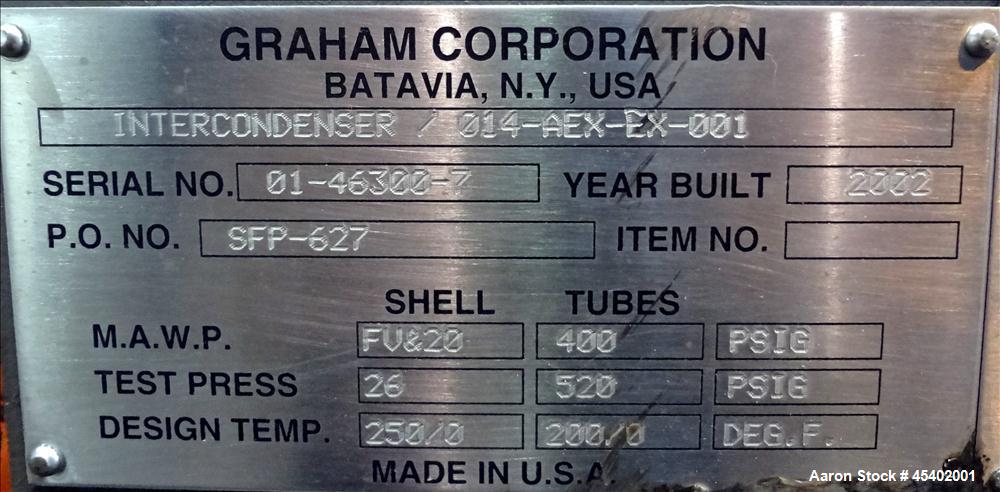 GRAHAM CORPORATION
BATAVIA, N.Y., USA
INTERCONDENSER / 014-AEX-EX-001
SERIAL NO. 01-46300-7 YEAR BUILT 2002
P.O. NO. SFP-627 ITEM NO.
SHELL TUBES
M.A.W.P. FV&20 400 PSIG
TEST PRESS 26 520 PSIG
DESIGN TEMP. 250/0 200/0 DEG.F.
MADE IN U.S.A.
Aaron Stock # 45402001